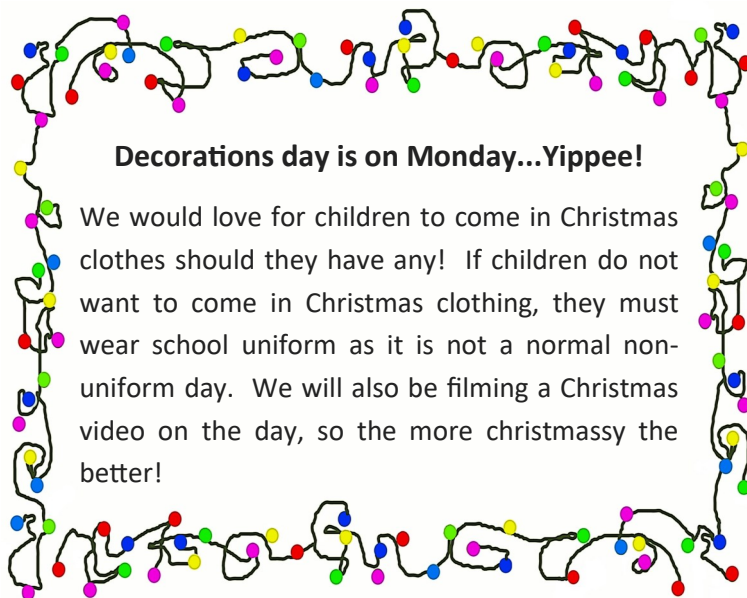 Decorations day is on Monday...Yippee!
We would love for children to come in Christmas
clothes should they have any!  If children do not
want to come in Christmas clothing, they must
wear school uniform as it is not a normal non-
uniform day.  We will also be filming a Christmas
video on the day, so the more christmassy the
better!